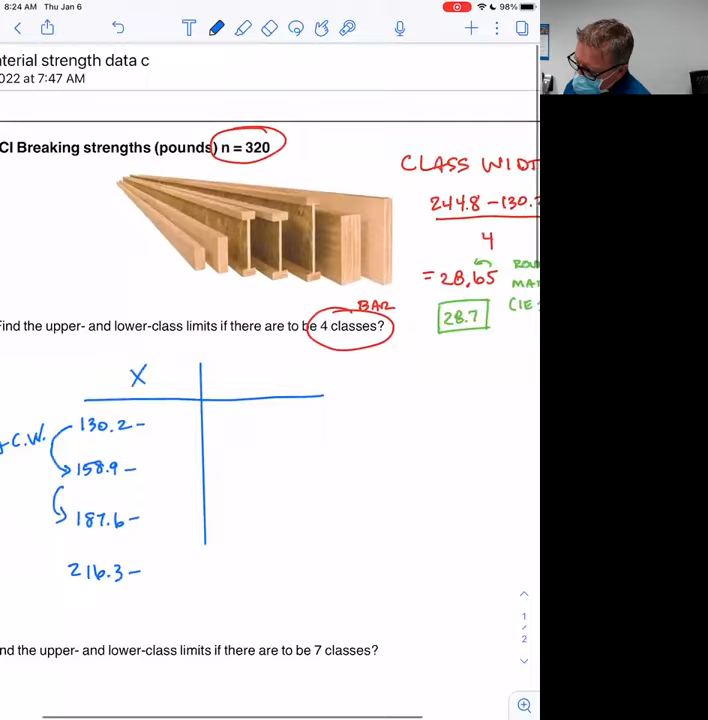 8:24 AM Thu Jan 6
98%
terial strength data c
022 at 7:47 AM
CI Breaking strengths (pounds) n = 320
CLASS WIDT
244.8 - 130.
4
= 28.65
28.7
BAR
Find the upper- and lower-class limits if there are to be 4 classes?
X
+C.W.
130.2 -
158.9 -
187.6 -
216.3 -
nd the upper- and lower-class limits if there are to be 7 classes?
1
2